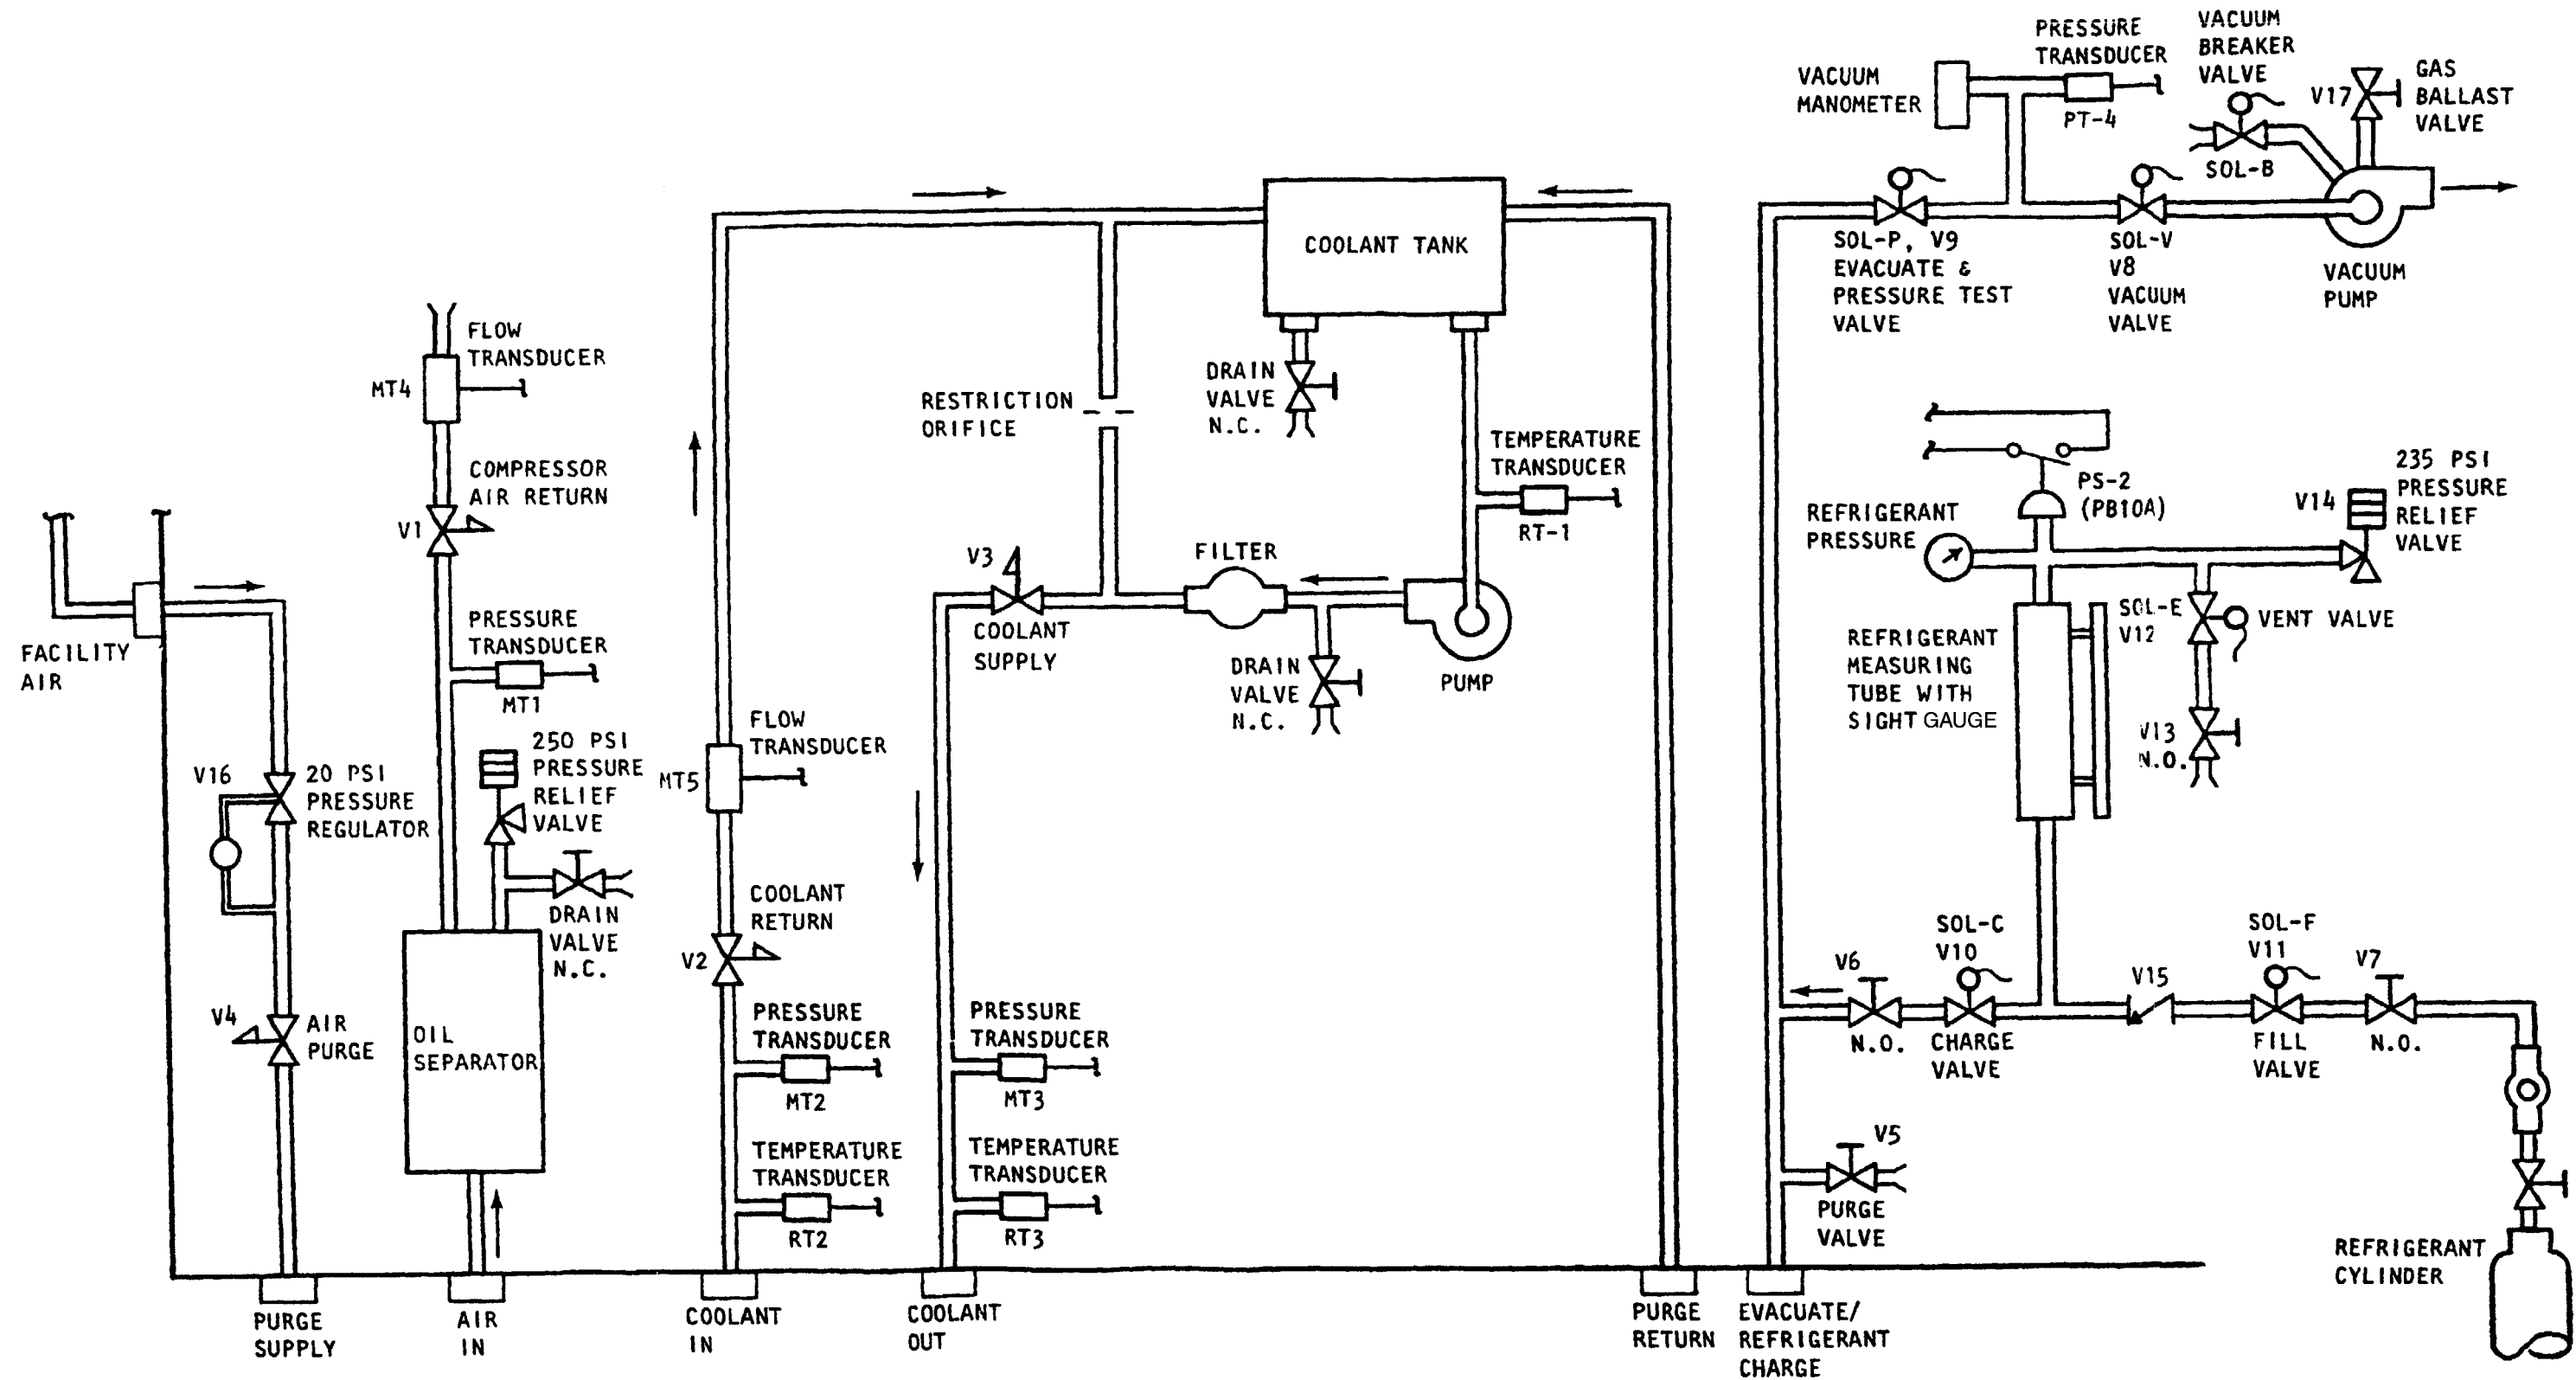 PRESSURE
TRANSDUCER
PT-4
VACUUM
MANOMETER
VACUUM
BREAKER
VALVE
SOL-B
V17
GAS
BALLAST
VALVE
SOL-P, V9
EVACUATE &
PRESSURE TEST
VALVE
SOL-V
V8
VACUUM
VALVE
VACUUM
PUMP
COOLANT TANK
DRAIN
VALVE
N.C.
RESTRICTION
ORIFICE
TEMPERATURE
TRANSDUCER
RT-1
FLOW
TRANSDUCER
MT4
COMPRESSOR
AIR RETURN
V1
PRESSURE
TRANSDUCER
MT1
FACILITY
AIR
V16
20 PSI
PRESSURE
REGULATOR
250 PSI
PRESSURE
RELIEF
VALVE
DRAIN
VALVE
N.C.
V4
AIR
PURGE
OIL
SEPARATOR
FLOW
TRANSDUCER
MT5
COOLANT
RETURN
V2
PRESSURE
TRANSDUCER
MT2
TEMPERATURE
TRANSDUCER
RT2
V3
COOLANT
SUPPLY
FILTER
DRAIN
VALVE
N.C.
PUMP
PRESSURE
TRANSDUCER
MT3
TEMPERATURE
TRANSDUCER
RT3
PS-2
(PB10A)
REFRIGERANT
PRESSURE
V14
235 PSI
PRESSURE
RELIEF
VALVE
REFRIGERANT
MEASURING
TUBE WITH
SIGHT GAUGE
SOL-E
V12
VENT VALVE
V13
N.O.
V6
N.O.
SOL-C
V10
CHARGE
VALVE
V15
SOL-F
V11
FILL
VALVE
V7
N.O.
V5
PURGE
VALVE
REFRIGERANT
CYLINDER
PURGE
SUPPLY
AIR
IN
COOLANT
IN
COOLANT
OUT
PURGE
RETURN
EVACUATE/
REFRIGERANT
CHARGE